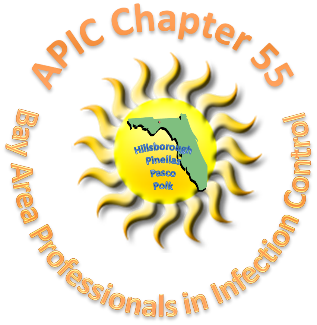 APIC Chapter 55
Hillsborough
Pinellas
Pasco
Polk
Bay Area Professionals in Infection Control